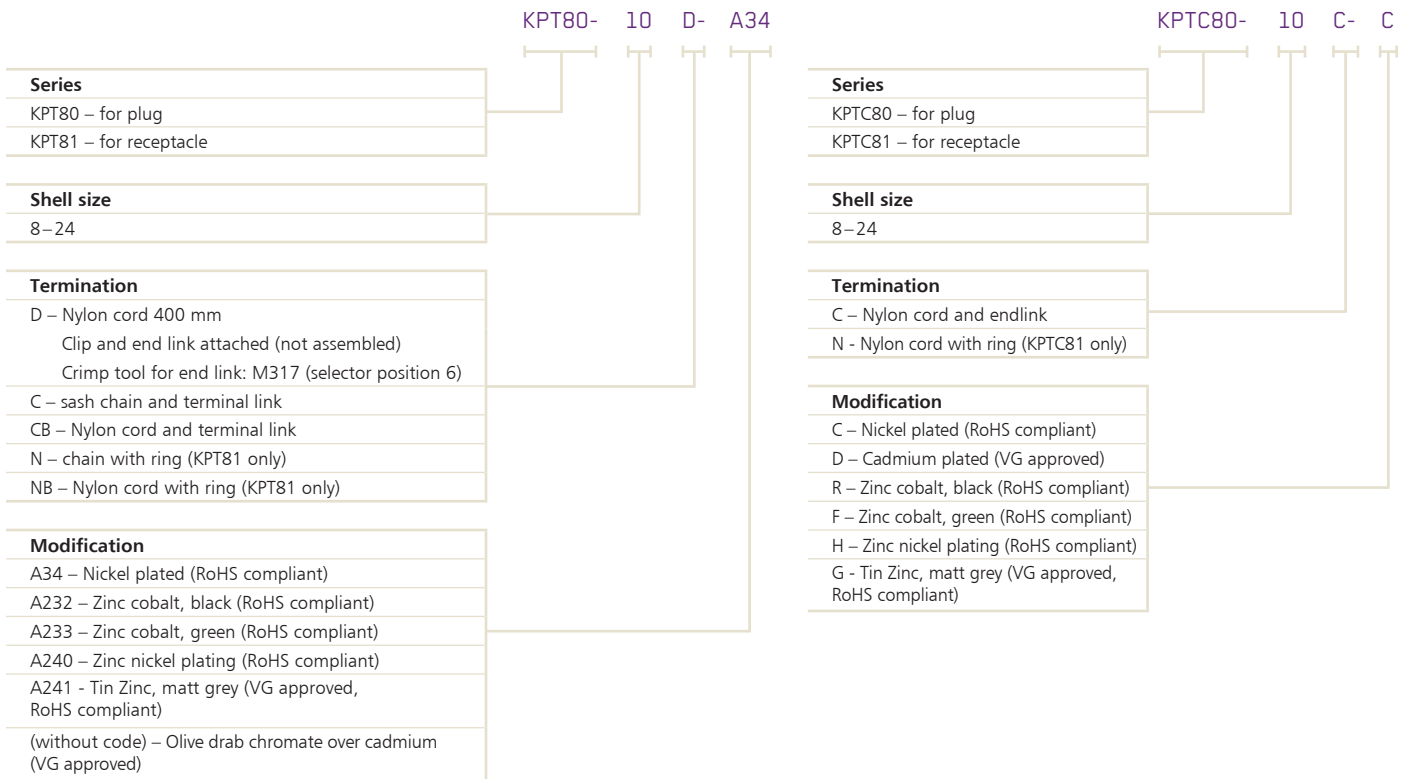 KPT80- 10 D- A34
Series
KPT80 – for plug
KPT81 – for receptacle
Shell size
8–24
Termination
D – Nylon cord 400 mm
Clip and end link attached (not assembled)
Crimp tool for end link: M317 (selector position 6)
C – sash chain and terminal link
CB – Nylon cord and terminal link
N – chain with ring (KPT81 only)
NB – Nylon cord with ring (KPT81 only)
Modification
A34 – Nickel plated (RoHS compliant)
A232 – Zinc cobalt, black (RoHS compliant)
A233 – Zinc cobalt, green (RoHS compliant)
A240 – Zinc nickel plating (RoHS compliant)
A241 - Tin Zinc, matt grey (VG approved,
RoHS compliant)
(without code) – Olive drab chromate over cadmium
(VG approved)
KPTC80- 10 C- C
Series
KPTC80 – for plug
KPTC81 – for receptacle
Shell size
8–24
Termination
C – Nylon cord and endlink
N - Nylon cord with ring (KPTC81 only)
Modification
C – Nickel plated (RoHS compliant)
D – Cadmium plated (VG approved)
R – Zinc cobalt, black (RoHS compliant)
F – Zinc cobalt, green (RoHS compliant)
H – Zinc nickel plating (RoHS compliant)
G - Tin Zinc, matt grey (VG approved,
RoHS compliant)